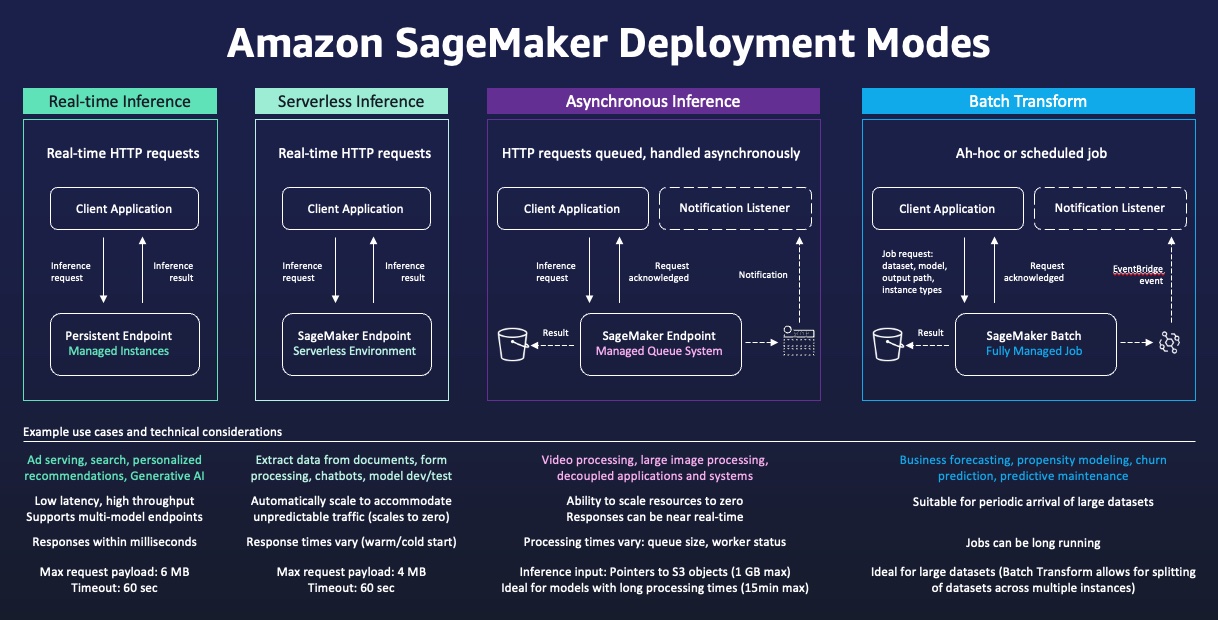 Amazon SageMaker Deployment Modes
Real-time Inference
Real-time HTTP requests
Client Application
Inference
request
Inference
result
Persistent Endpoint
Managed Instances
Serverless Inference
Real-time HTTP requests
Client Application
Inference
request
Inference
result
SageMaker Endpoint
Serverless Environment
Asynchronous Inference
HTTP requests queued, handled asynchronously
Client Application
Notification Listener
Inference
request
Request
acknowledged
Notification
Result
SageMaker Endpoint
Managed Queue System
Batch Transform
Ah-hoc or scheduled job
Client Application
Notification Listener
Job request:
dataset, model,
output path,
instance types
Request
acknowledged
EventBridge
event
Result
SageMaker Batch
Fully Managed Job
Example use cases and technical considerations
Ad serving, search, personalized
recommendations, Generative AI
Low latency, high throughput
Supports multi-model endpoints
Responses within milliseconds
Max request payload: 6 MB
Timeout: 60 sec
Extract data from documents, form
processing, chatbots, model dev/test
Automatically scale to accommodate
unpredictable traffic (scales to zero)
Response times vary (warm/cold start)
Max request payload: 4 MB
Timeout: 60 sec
Video processing, large image processing,
decoupled applications and systems
Ability to scale resources to zero
Responses can be near real-time
Processing times vary: queue size, worker status
Inference input: Pointers to S3 objects (1 GB max)
Ideal for models with long processing times (15min max)
Business forecasting, propensity modeling, churn
prediction, predictive maintenance
Suitable for periodic arrival of large datasets
Jobs can be long running
Ideal for large datasets (Batch Transform allows for splitting
of datasets across multiple instances)